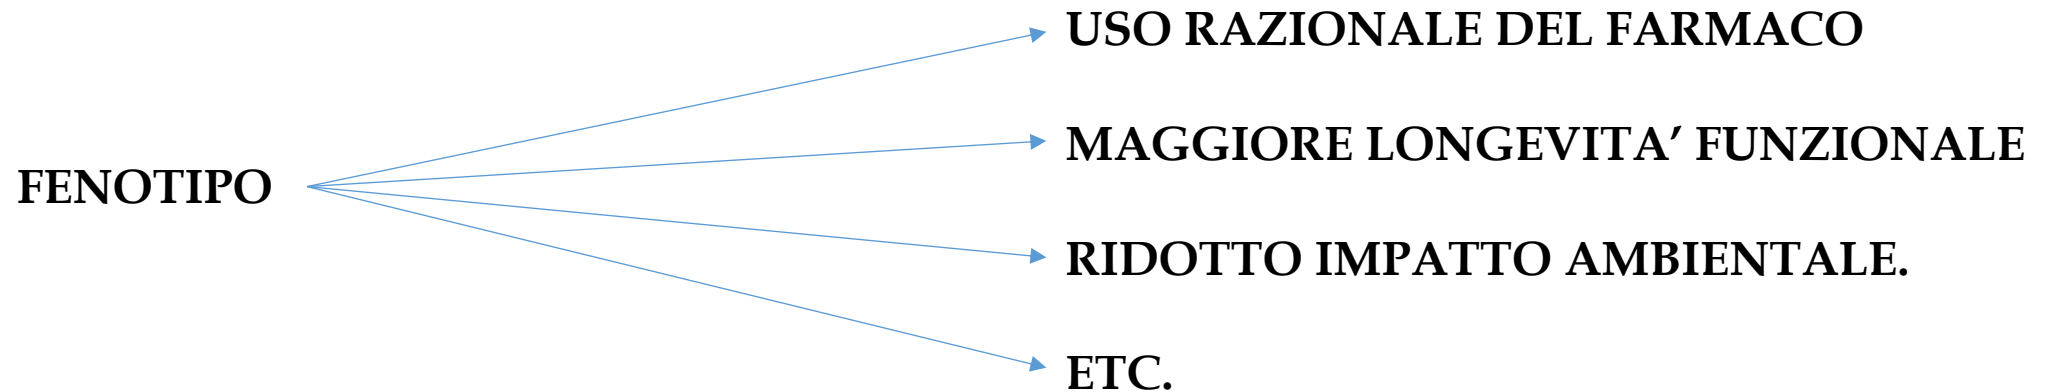 USO RAZIONALE DEL FARMACO
MAGGIORE LONGEVITA’ FUNZIONALE
FENOTIPO
RIDOTTO IMPATTO AMBIENTALE.
ETC.